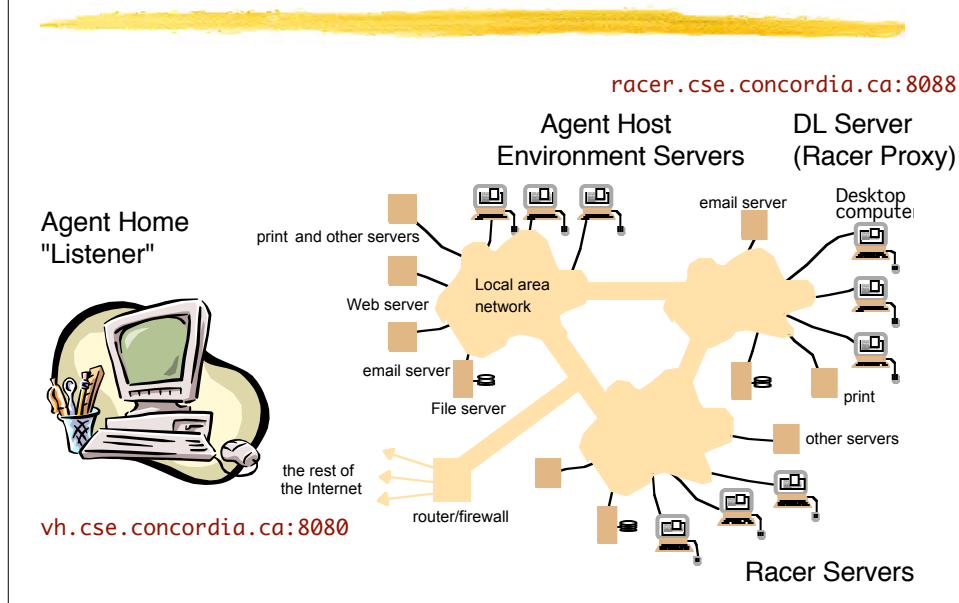 racer.cse.concordia.ca:8088
Agent Host
Environment Servers
DL Server
(Racer Proxy)
Agent Home
"Listener"
print and other servers
email server
Desktop
compute
Local area
network
Web server
email server
File server
print
other servers
the rest of
the Internet
router/firewall
vh.cse.concordia.ca:8080
Racer Servers